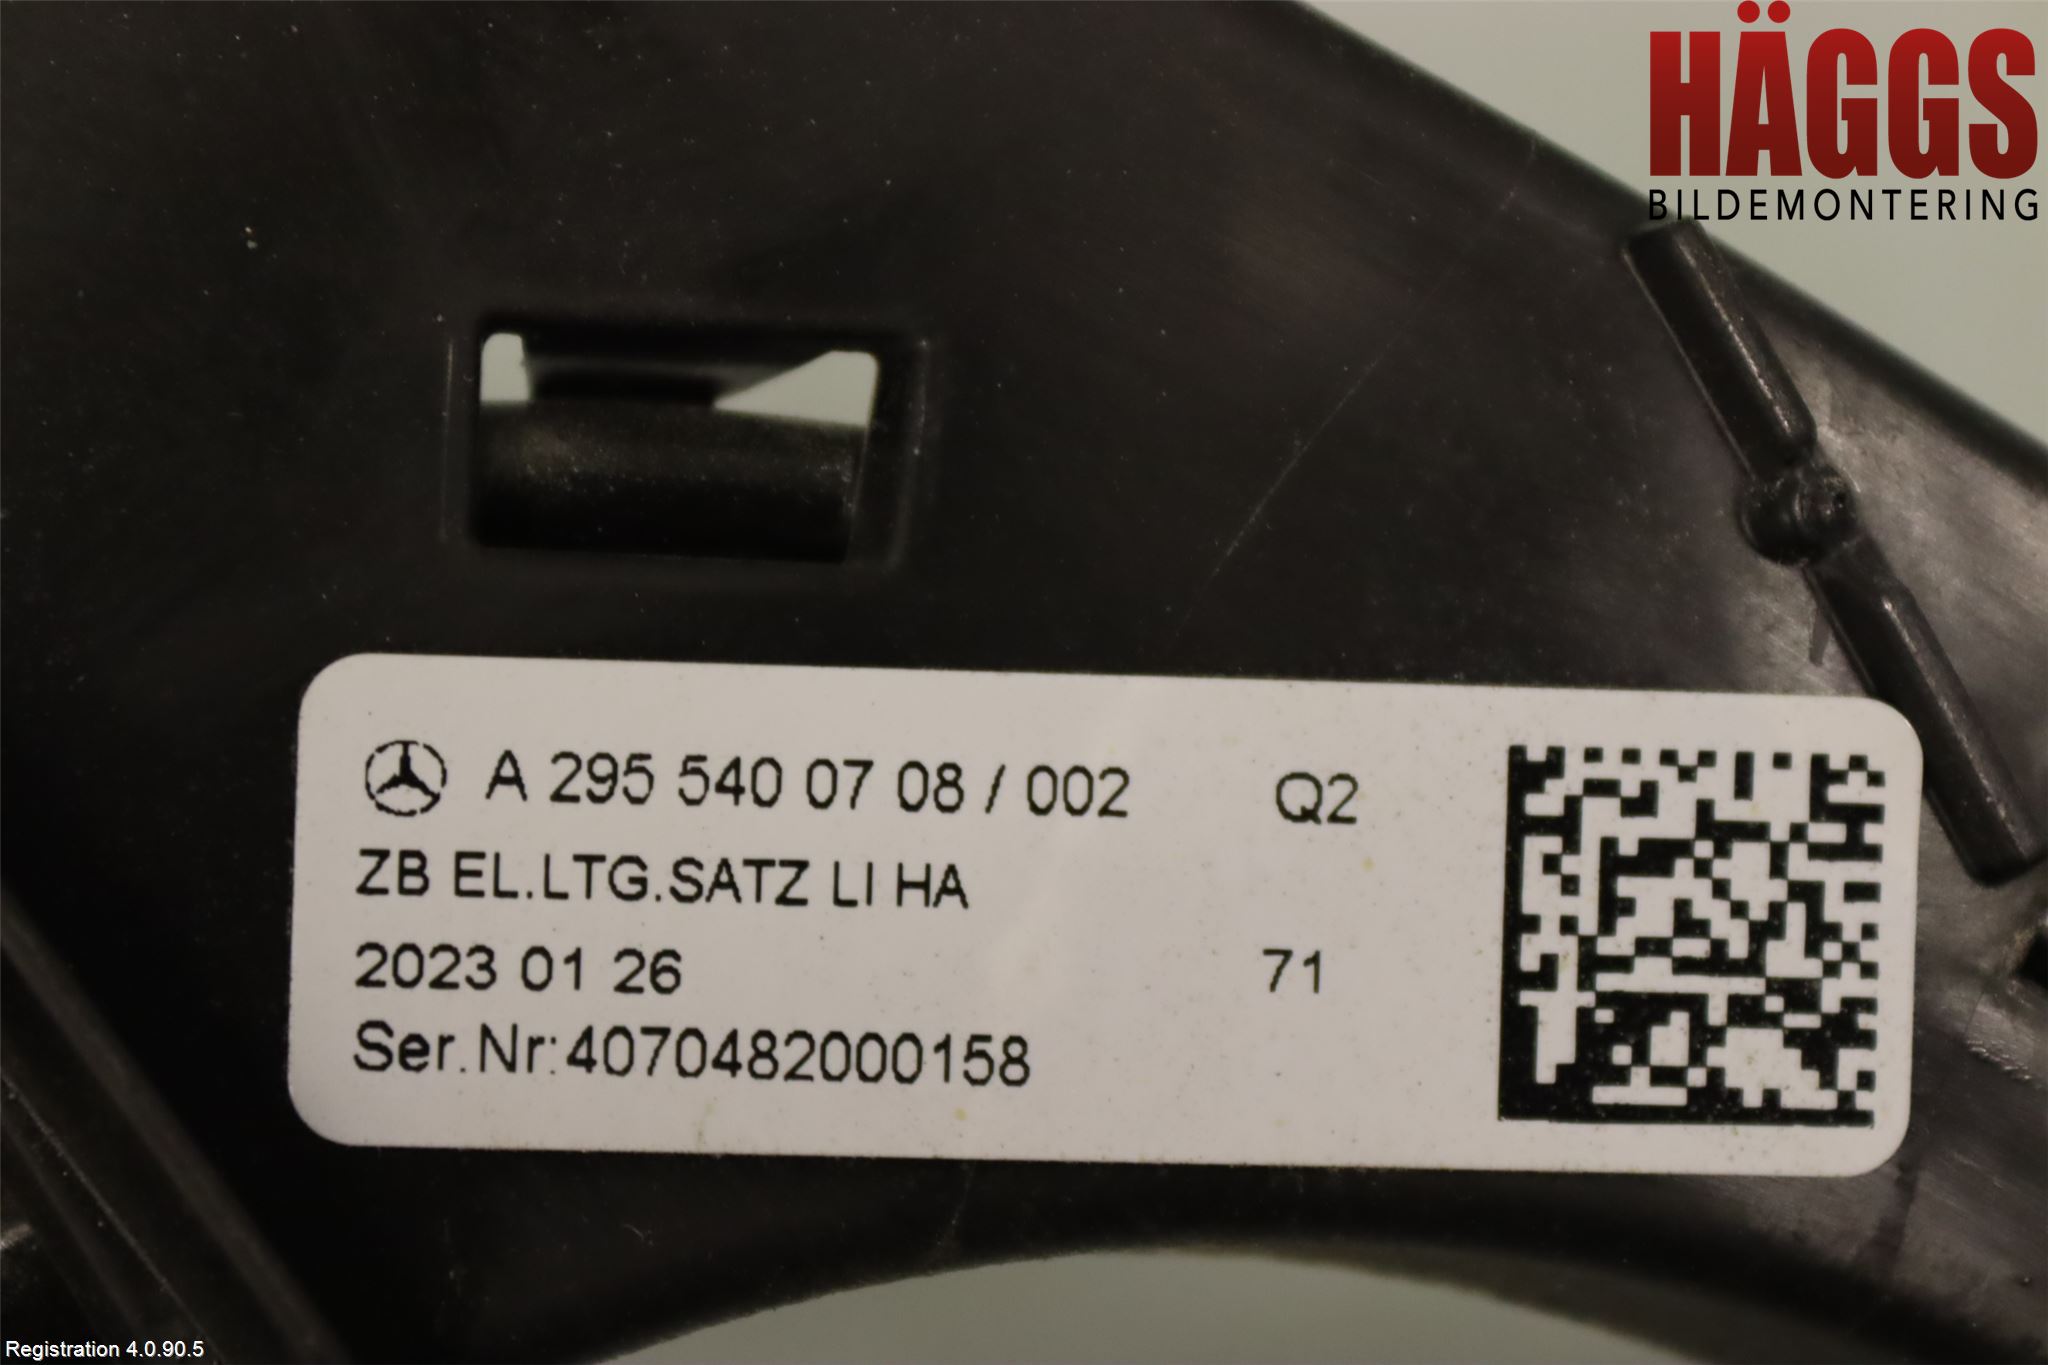 HÄGGS
BILDEMONTERING
A 295 540 07 08 / 002 Q2
ZB EL.LTG.SATZ LI HA
2023 01 26 71
Ser.Nr:4070482000158
Registration 4.0.90.5